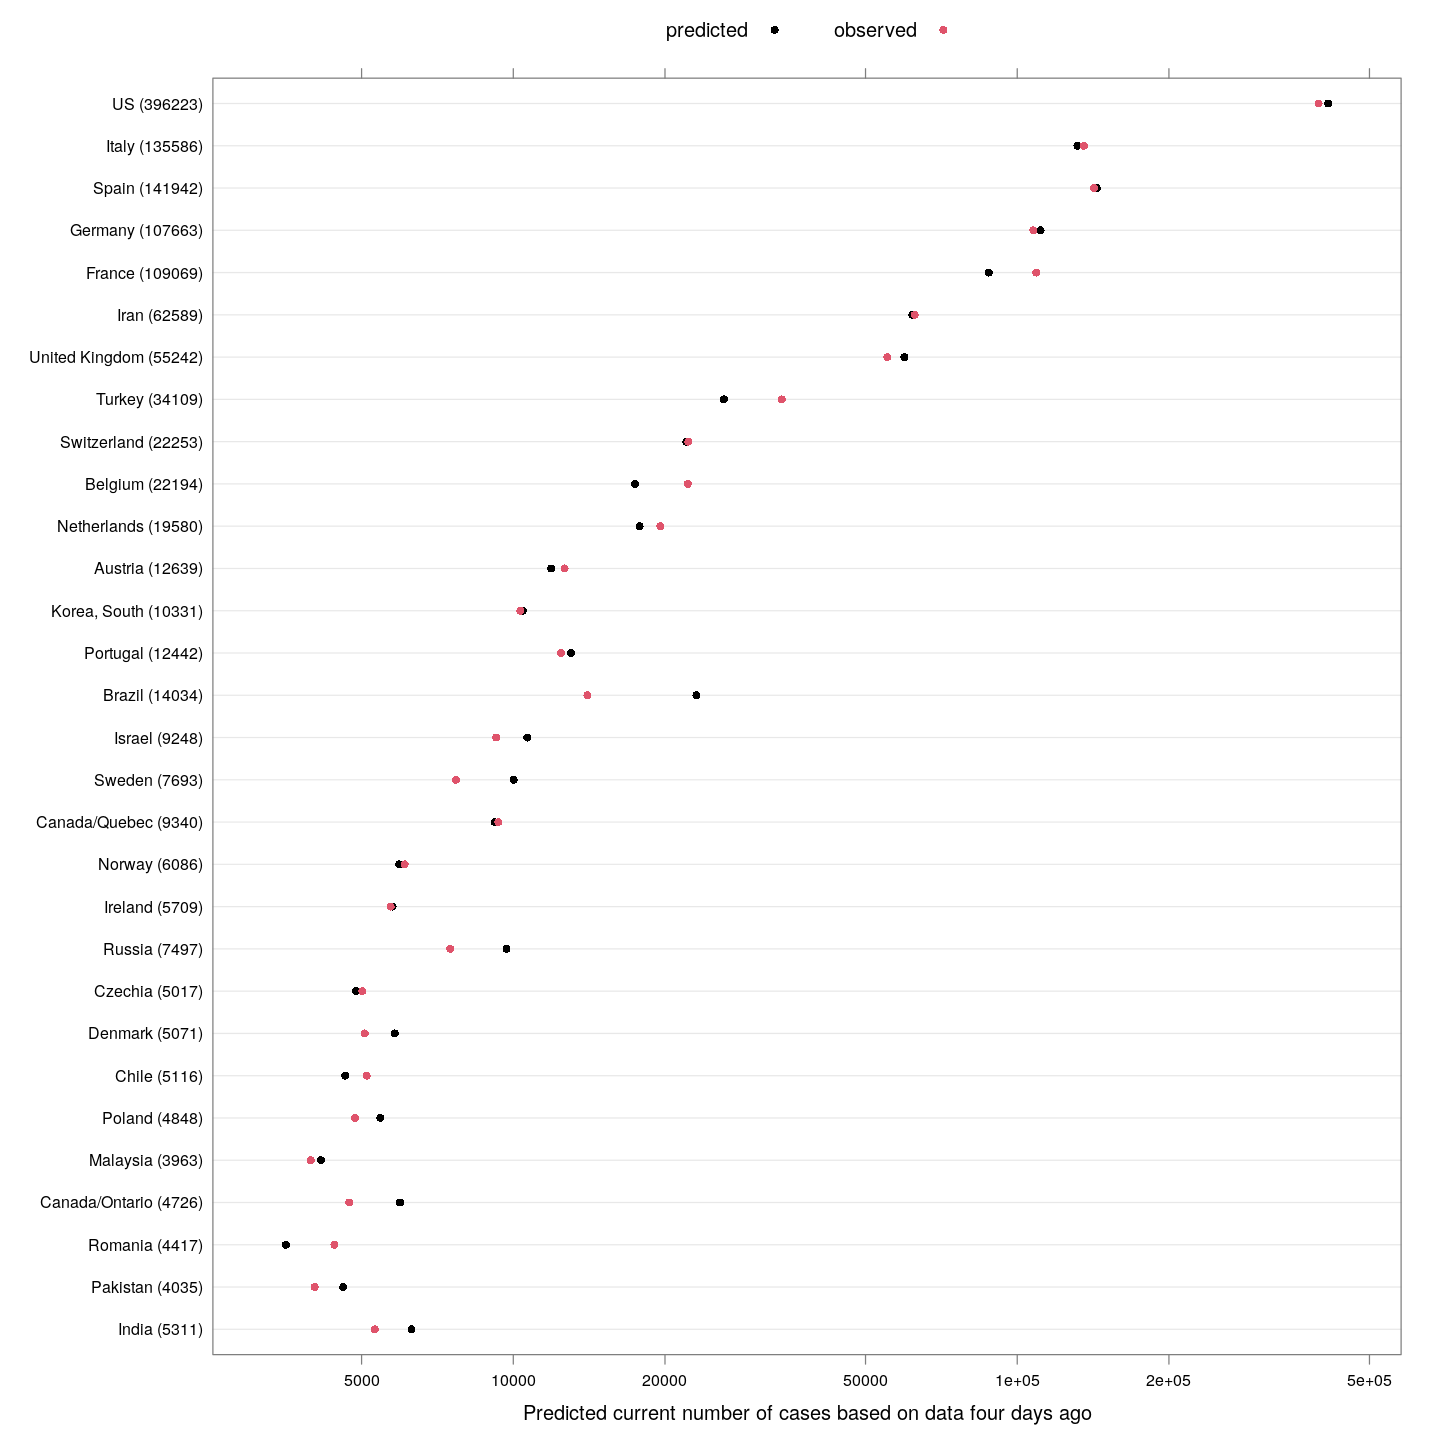 predicted observed
US (396223)
Italy (135586)
Spain (141942)
Germany (107663)
France (109069)
Iran (62589)
United Kingdom (55242)
Turkey (34109)
Switzerland (22253)
Belgium (22194)
Netherlands (19580)
Austria (12639)
Korea, South (10331)
Portugal (12442)
Brazil (14034)
Israel (9248)
Sweden (7693)
Canada/Quebec (9340)
Norway (6086)
Ireland (5709)
Russia (7497)
Czechia (5017)
Denmark (5071)
Chile (5116)
Poland (4848)
Malaysia (3963)
Canada/Ontario (4726)
Romania (4417)
Pakistan (4035)
India (5311)
5000 10000 20000 50000 1e+05 2e+05 5e+05
Predicted current number of cases based on data four days ago